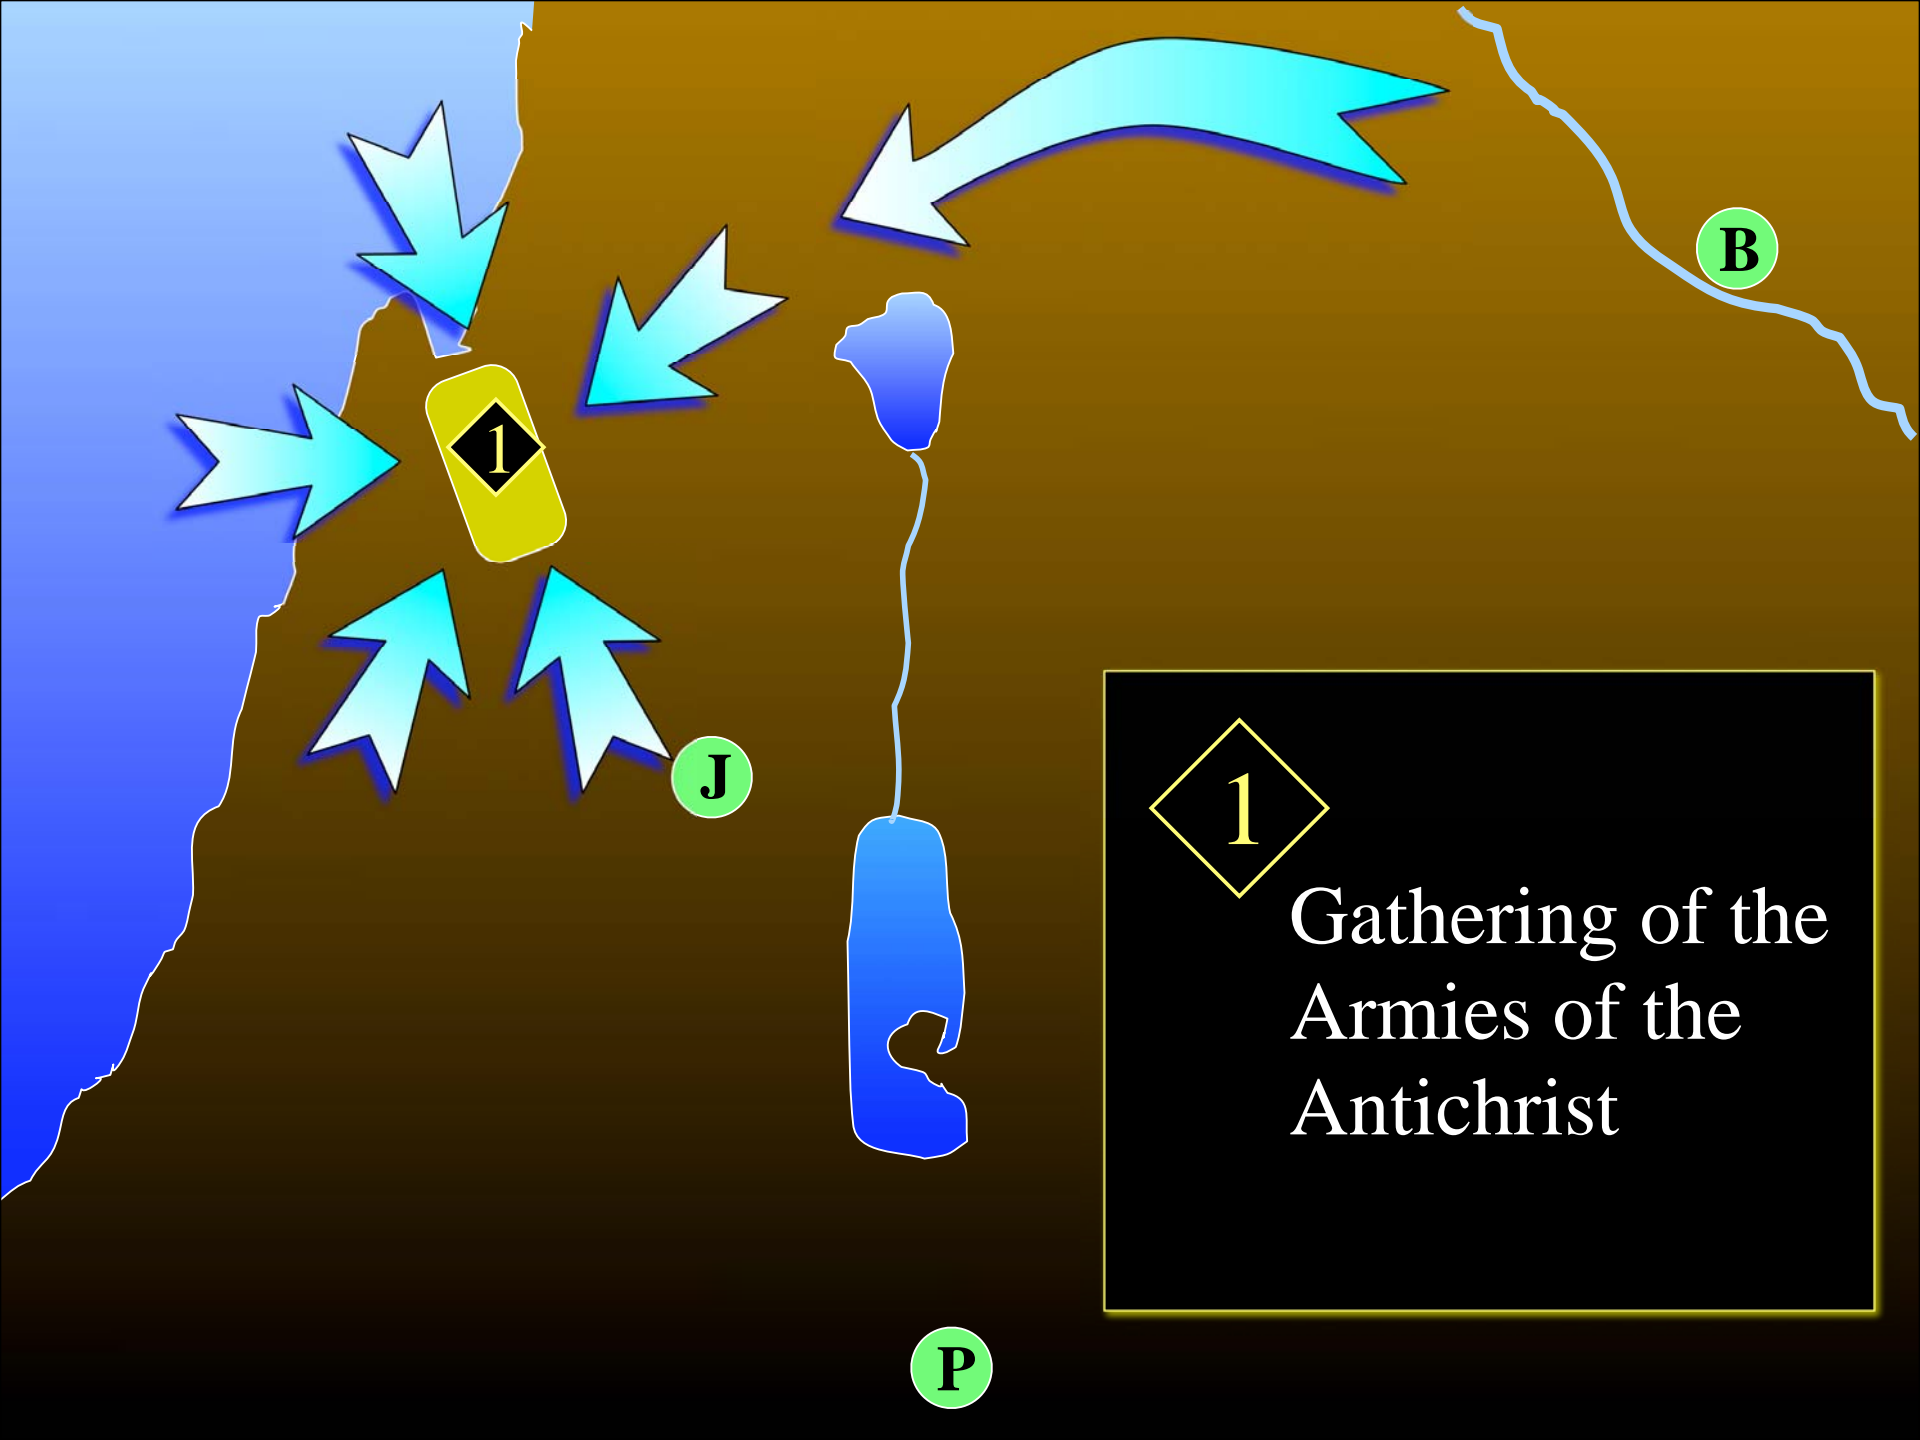 B
1
J
1
Gathering of the
Armies of the
Antichrist
P